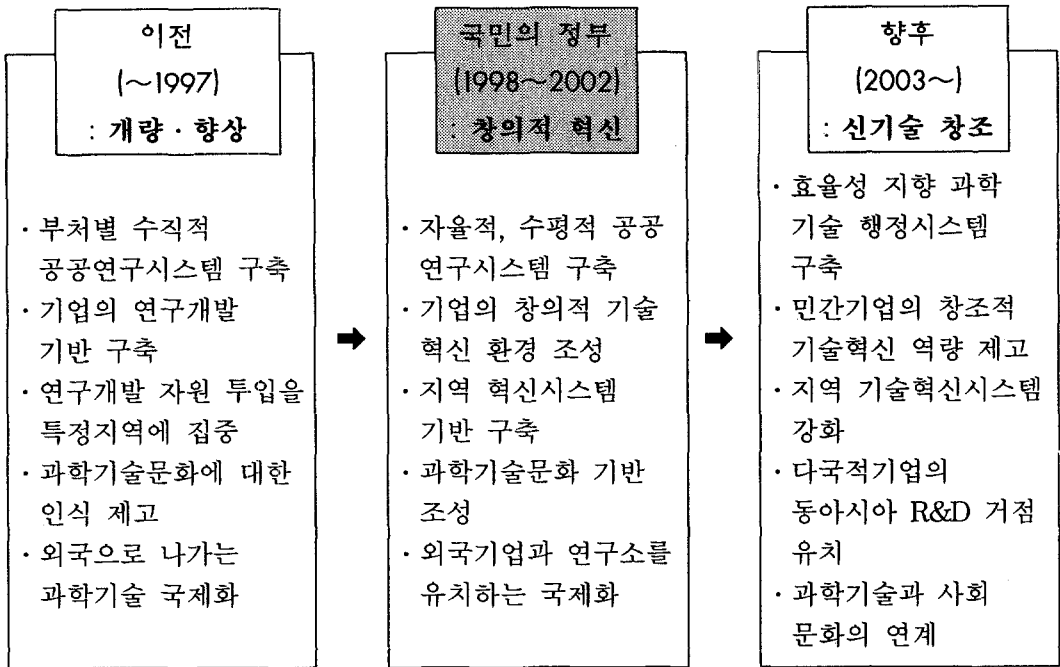 이전
(~1997)
: 개량 · 향상
· 부처별 수직적
공공연구시스템 구축
· 기업의 연구개발
기반 구축
· 연구개발 자원 투입을
특정지역에 집중
· 과학기술문화에 대한
인식 제고
· 외국으로 나가는
과학기술 국제화
국민의 정부
(1998~2002)
: 창의적 혁신
· 자율적, 수평적 공공
연구시스템 구축
· 기업의 창의적 기술
혁신 환경 조성
· 지역 혁신시스템
기반 구축
· 과학기술문화 기반
조성
· 외국기업과 연구소를
유치하는 국제화
향후
(2003~)
: 신기술 창조
· 효율성 지향 과학
기술 행정시스템
구축
· 민간기업의 창조적
기술혁신 역량 제고
· 지역 기술혁신시스템
강화
· 다국적기업의
동아시아 R&D 거점
유치
· 과학기술과 사회
문화의 연계